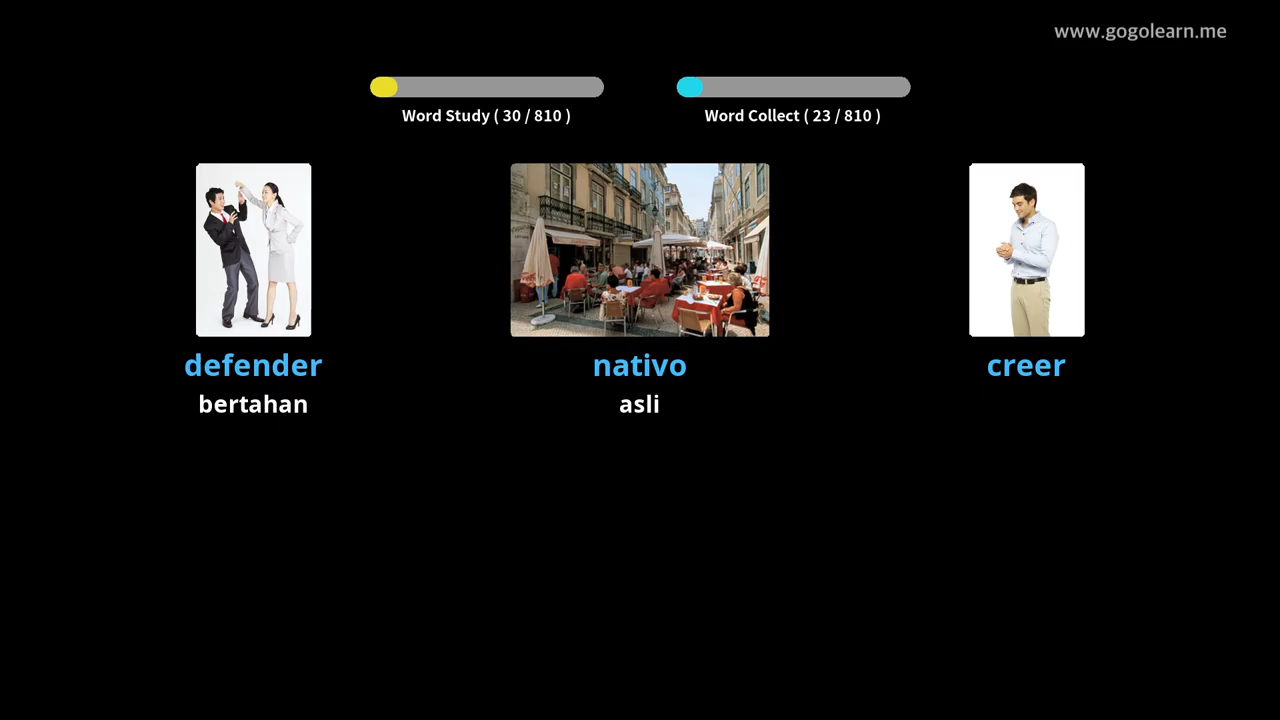 www.gogolearn.me
Word Study ( 30 / 810 )
Word Collect ( 23 / 810 )
defender
bertahan
nativo
asli
creer